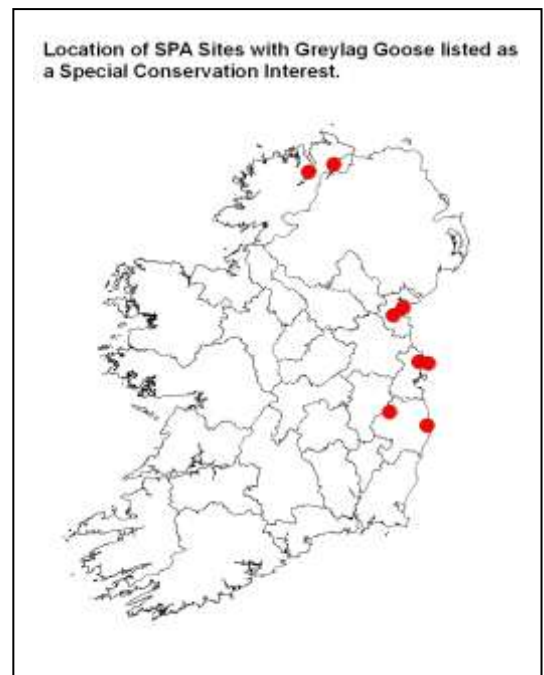 Location of SPA Sites with Greylag Goose listed as
a Special Conservation Interest.